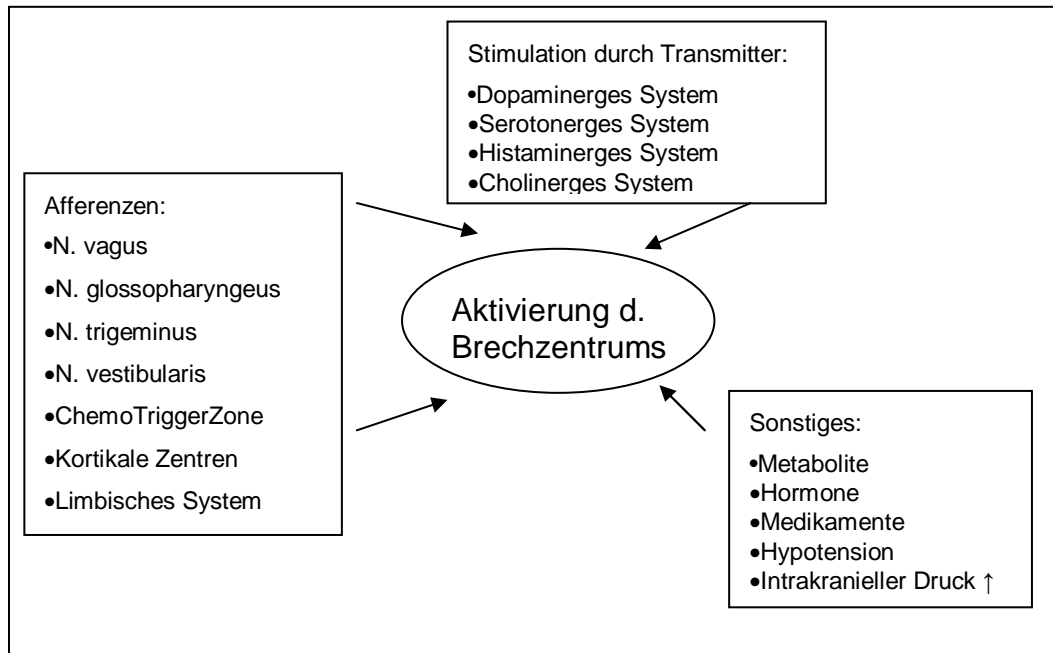 Stimulation durch Transmitter:
•Dopaminerges System
•Serotonerges System
•Histaminerges System
•Cholinerges System
Afferenzen:
•N. vagus
•N. glossopharyngeus
•N. trigeminus
•N. vestibularis
•ChemoTriggerZone
•Kortikale Zentren
•Limbisches System
Aktivierung d.
Brechzentrums
Sonstiges:
•Metabolite
•Hormone
•Medikamente
•Hypotension
•Intrakranieller Druck ↑